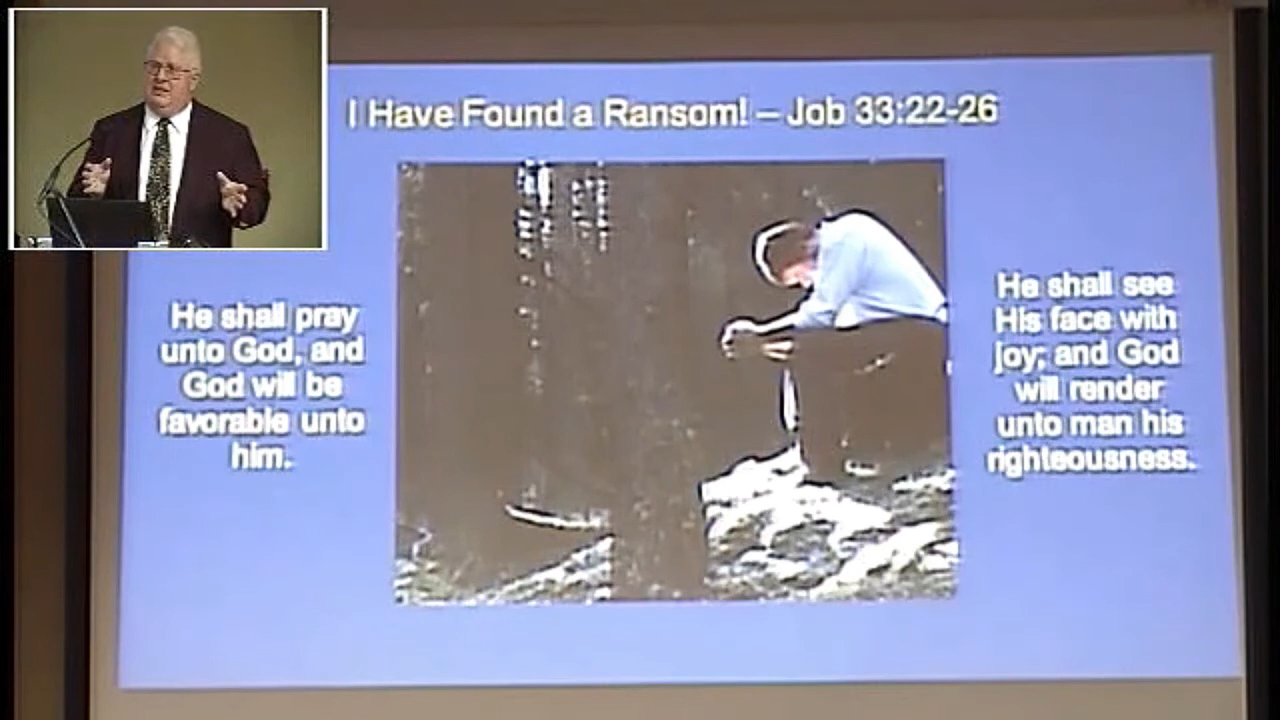 I Have Found a Ransom! – Job 33:22-26
He shall pray
unto God, and
God will be
favorable unto
him.
He shall see
His face with
joy; and God
will render
unto man his
righteousness.